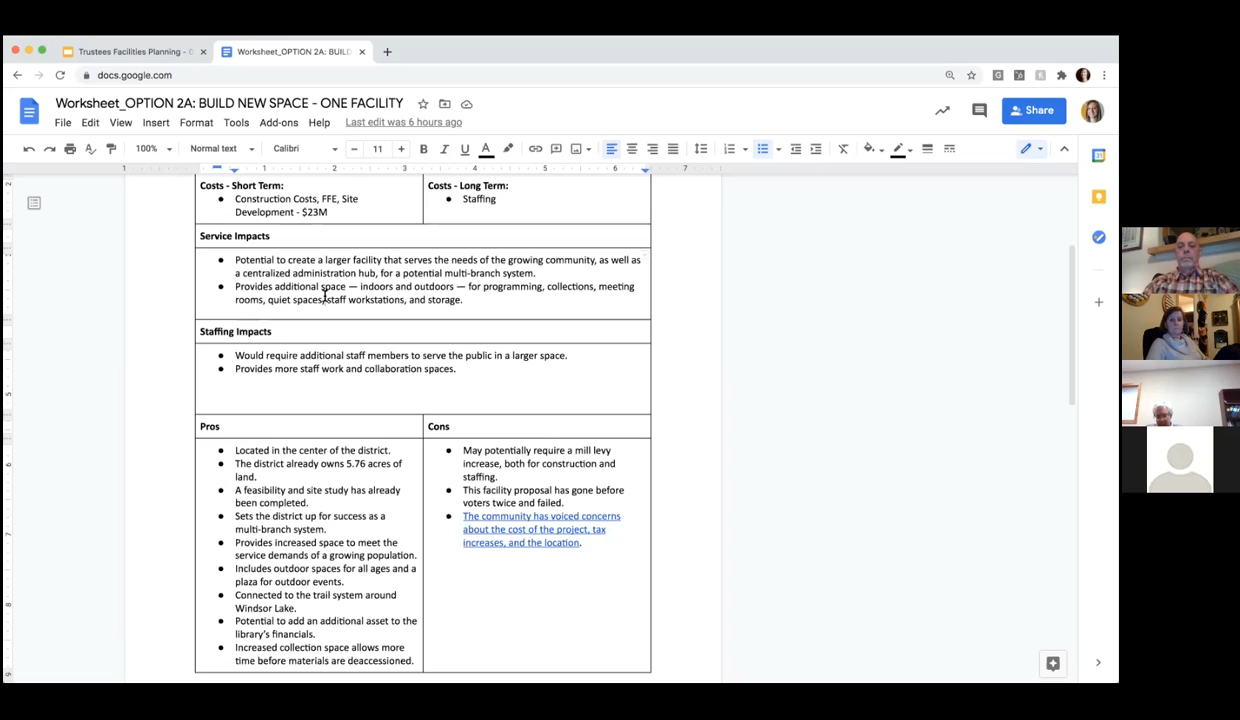 Trustees Facilities Planning - (
Worksheet_OPTION 2A: BUILD
docs.google.com
Worksheet_OPTION 2A: BUILD NEW SPACE - ONE FACILITY
File Edit View Insert Format Tools Add-ons Help Last edit was 6 hours ago
Share
100% Normal text Calibri 11
1 1 2 3 4 5 6 7
Costs - Short Term:
Construction Costs, FFE, Site
Development - $23M
Costs - Long Term:
Staffing
Service Impacts
Potential to create a larger facility that serves the needs of the growing community, as well as
a centralized administration hub, for a potential multi-branch system.
Provides additional space — indoors and outdoors — for programming, collections, meeting
rooms, quiet spaces, staff workstations, and storage.
Staffing Impacts
Would require additional staff members to serve the public in a larger space.
Provides more staff work and collaboration spaces.
Pros
Located in the center of the district.
The district already owns 5.76 acres of
land.
A feasibility and site study has already
been completed.
Sets the district up for success as a
multi-branch system.
Provides increased space to meet the
service demands of a growing population.
Includes outdoor spaces for all ages and a
plaza for outdoor events.
Connected to the trail system around
Windsor Lake.
Potential to add an additional asset to the
library's financials.
Increased collection space allows more
time before materials are deaccessioned.
Cons
May potentially require a mill levy
increase, both for construction and
staffing.
This facility proposal has gone before
voters twice and failed.
The community has voiced concerns
about the cost of the project, tax
increases, and the location.